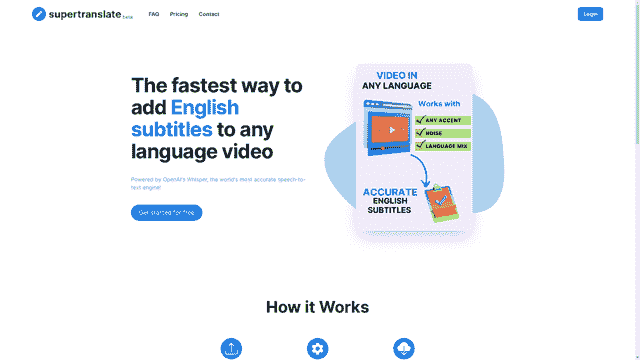 supertranslate beta
FAQ
Pricing
Contact
Login
The fastest way to
add English
subtitles to any
language video
Powered by OpenAI's Whisper, the world's most accurate speech-to-
text engine!
Get started for free
VIDEO IN
ANY LANGUAGE
Works with
ANY ACCENT
NOISE
LANGUAGE MIX
ACCURATE
ENGLISH
SUBTITLES
How it Works